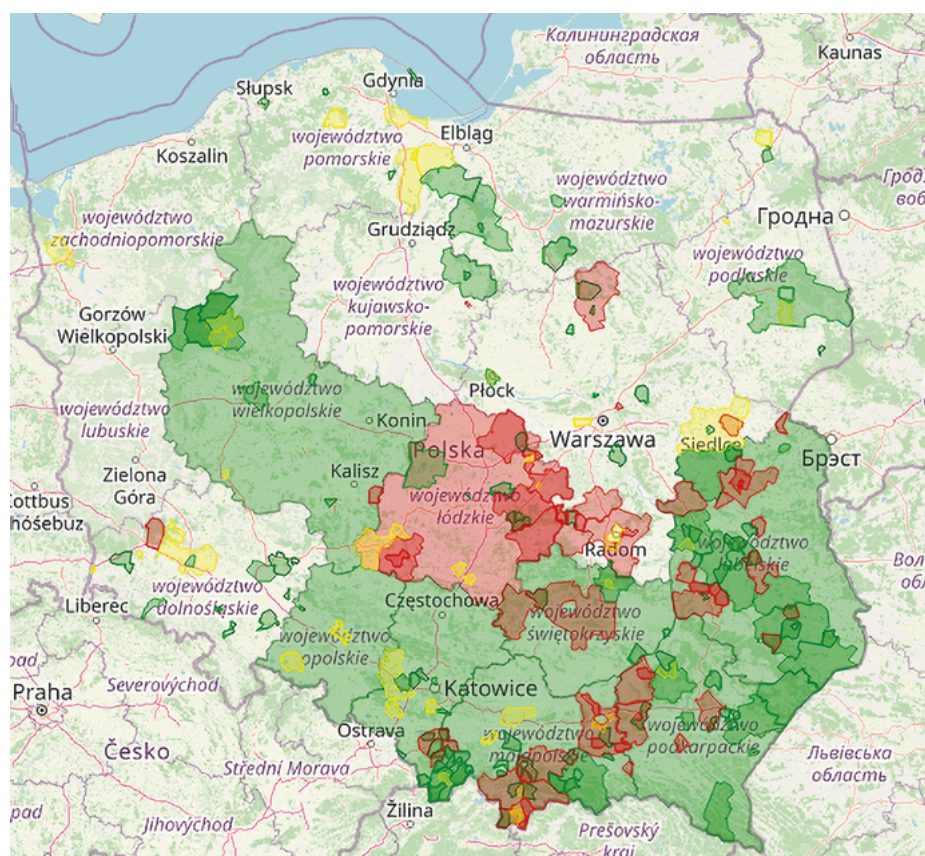 Калининградская
область
Kaunas
Gdynia
Słupsk
Elbląg
województwo
pomorskie
Koszalin
województwo
warmińsko-
mazurskie
Гродна
województwo
zachodniopomorskie
Grudziądz
województwo
podlaskie
województwo
kujawsko-
pomorskie
Gorzów
Wielkopolski
Płock
województwo
wielkopolskie
województwo
lubuskie
Konin
Warszawa
Siedlce
Брэст
Polska
Zielona
Góra
Kalisz
województwo
łódzkie
Radom
województwo
lubelskie
województwo
dolnośląskie
Liberec
Częstochowa
województwo
świętokrzyskie
województwo
opolskie
Praha
Severovýchod
Katowice
Ostrava
województwo
małopolskie
województwo
podkarpackie
Česko
Střední Morava
Львівська
область
Žilina
Jihovýchod
Prešovský
kraj